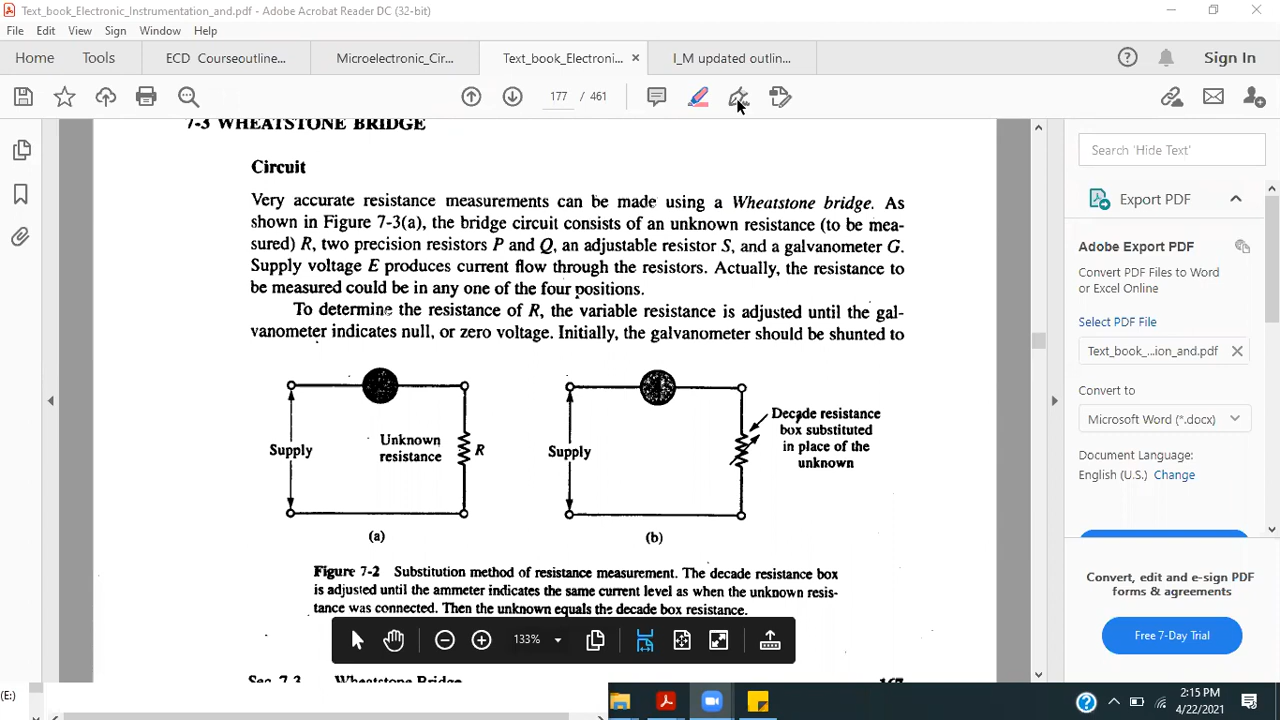 Text_book_Electronic_Instrumentation_and.pdf - Adobe Acrobat Reader DC (32-bit)
File Edit View Sign Window Help
Home Tools ECD Courseoutline... Microelectronic_Cir... Text_book_Electroni... × I_M updated outlin... Sign In
177 / 461
7-3 WHEATSTONE BRIDGE
Circuit
Very accurate resistance measurements can be made using a Wheatstone bridge. As
shown in Figure 7-3(a), the bridge circuit consists of an unknown resistance (to be mea-
sured) R, two precision resistors P and Q, an adjustable resistor S, and a galvanometer G.
Supply voltage E produces current flow through the resistors. Actually, the resistance to
be measured could be in any one of the four positions.
To determine the resistance of R, the variable resistance is adjusted until the gal-
vanometer indicates null, or zero voltage. Initially, the galvanometer should be shunted to
Supply
Unknown
resistance
R
(a)
Supply
Decade resistance
box substituted
in place of the
unknown
(b)
Figure 7-2 Substitution method of resistance measurement. The decade resistance box
is adjusted until the ammeter indicates the same current level as when the unknown resis-
tance was connected. Then the unknown equals the decade box resistance.
133%
Sec. 7-3 Wheatstone Bridge 167
Search 'Hide Text'
Export PDF
Adobe Export PDF
Convert PDF Files to Word
or Excel Online
Select PDF File
Text_book_...ion_and.pdf
Convert to
Microsoft Word (*.docx)
Document Language:
English (U.S.) Change
Convert, edit and e-sign PDF
forms & agreements
Free 7-Day Trial
(E:)
2:15 PM
4/22/2021